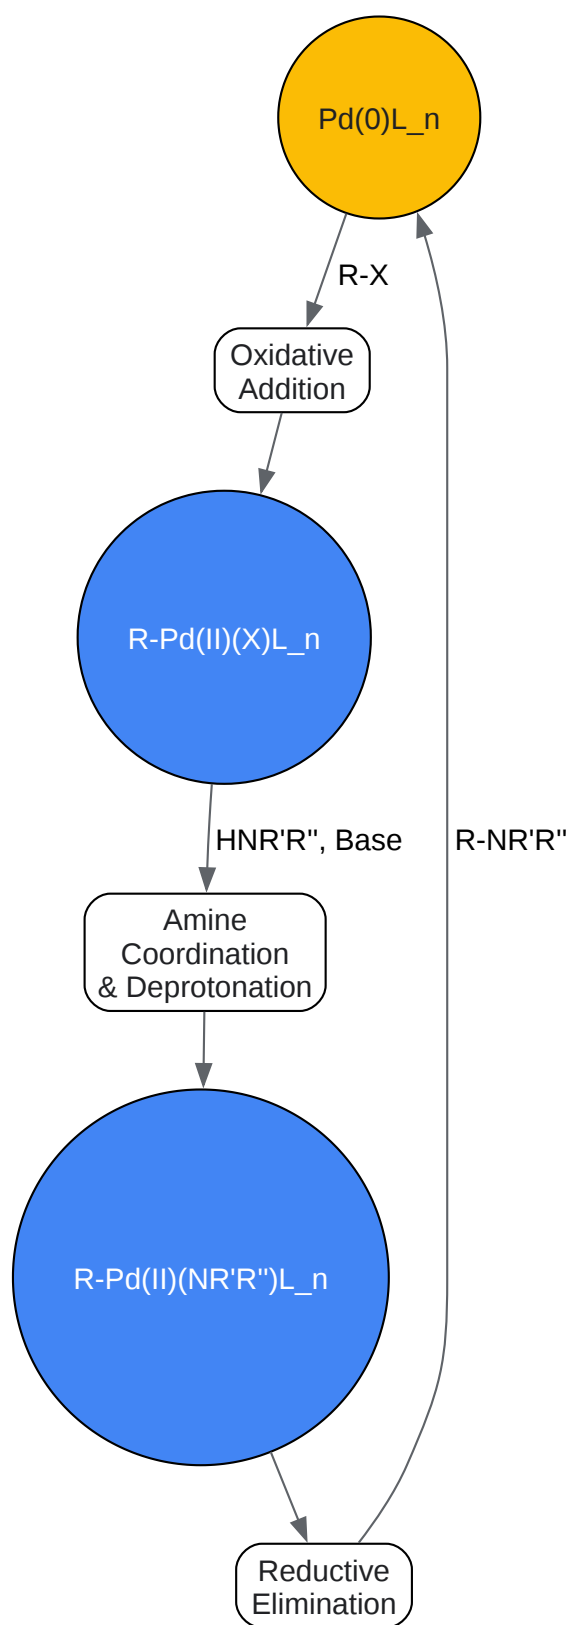 Pd(0)L_n
R-X
Oxidative
Addition
R-Pd(II)(X)L_n
HNR'R'', Base
R-NR'R''
Amine
Coordination
& Deprotonation
R-Pd(II)(NR'R'')L_n
Reductive
Elimination